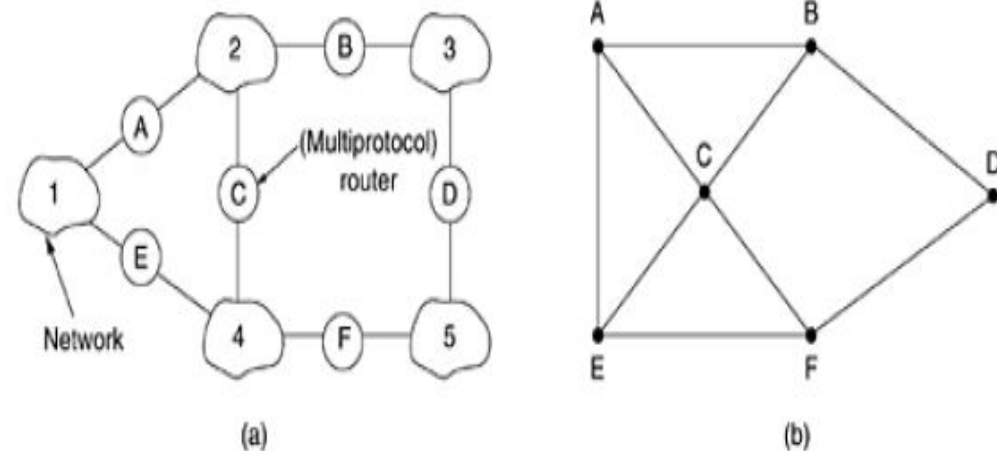 A B
2 B 3
A
(Multiprotocol)
router
C
1 C D
D
E
4 F 5
Network
E F
(a) (b)